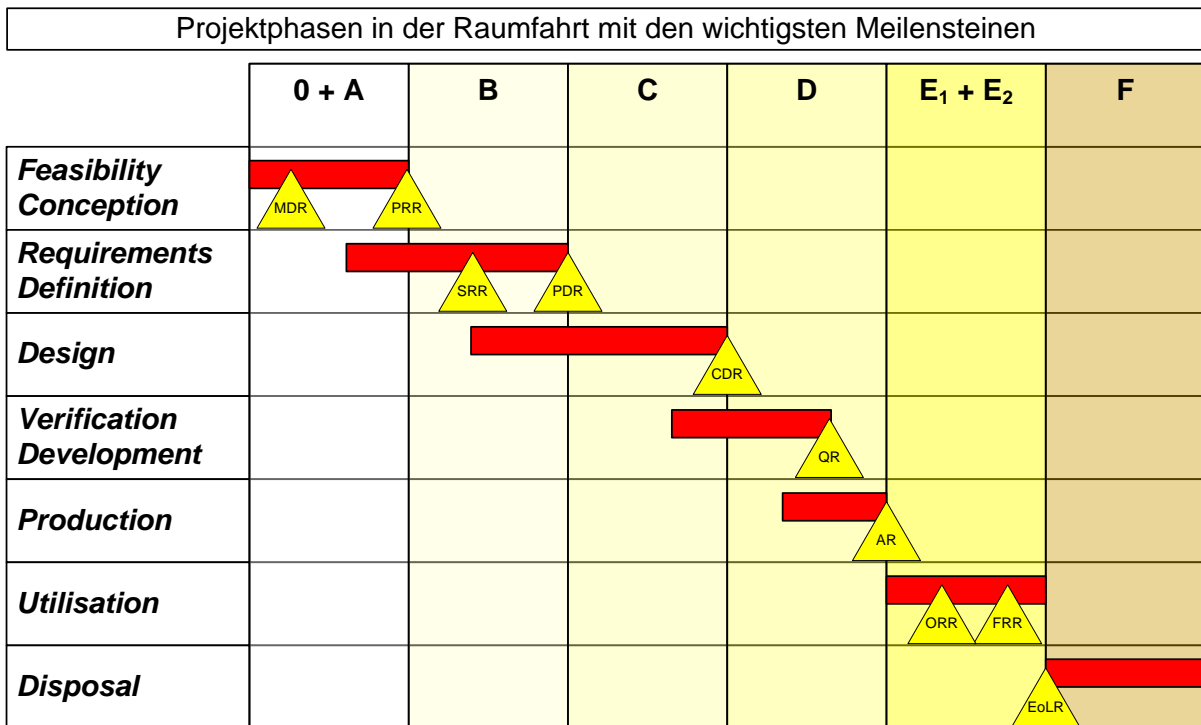 Projektphasen in der Raumfahrt mit den wichtigsten Meilensteinen
0 + A B C D E₁ + E₂ F
Feasibility
Conception
MDR PRR
Requirements
Definition
SRR PDR
Design
CDR
Verification
Development
QR
Production
AR
Utilisation
ORR FRR
Disposal
EoLR